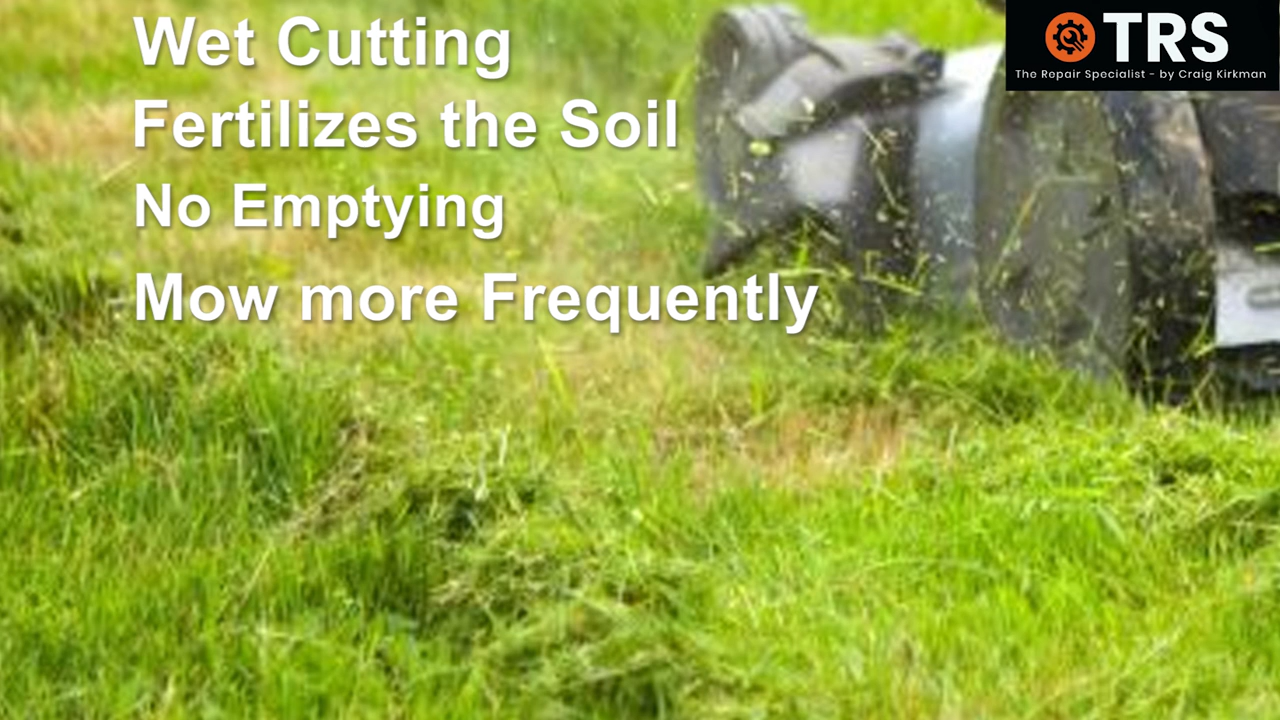 Wet Cutting
Fertilizes the Soil
No Emptying
Mow more Frequently
TRS
The Repair Specialist - by Craig Kirkman